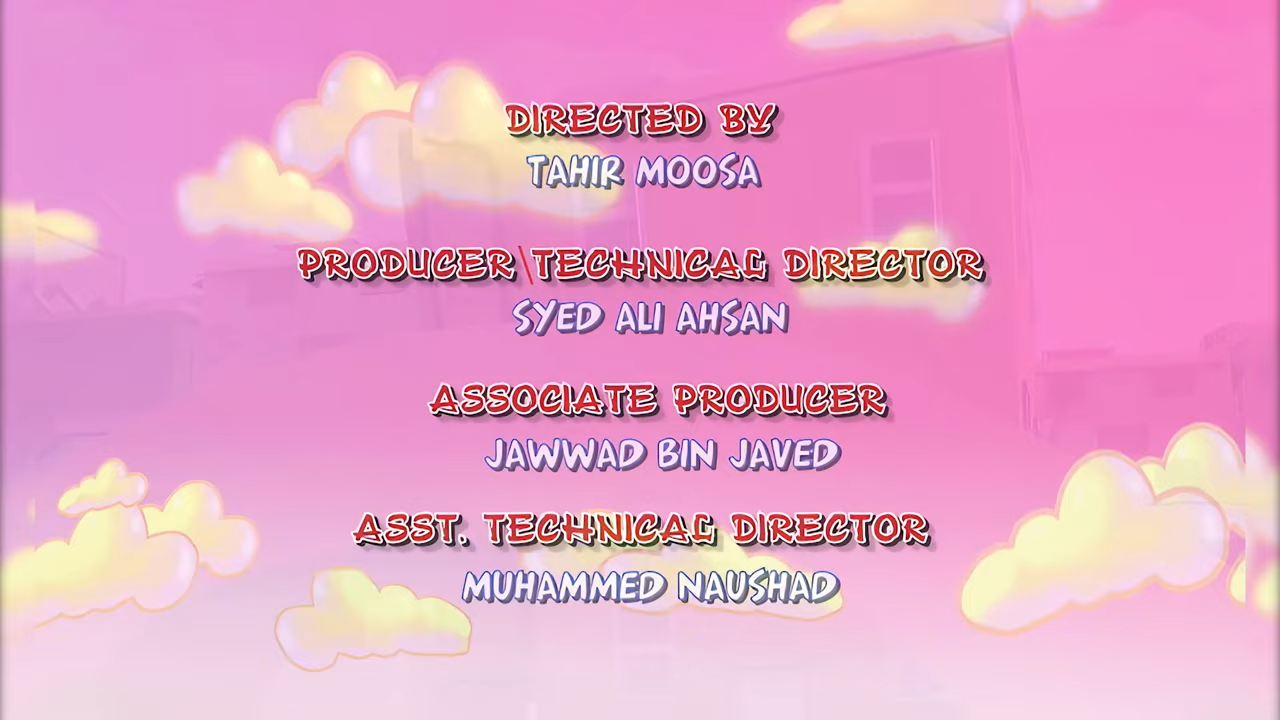 DIRECTED BY
TAHIR MOOSA
PRODUCER\TECHNICAL DIRECTOR
SYED ALI AHSAN
ASSOCIATE PRODUCER
JAWWAD BIN JAVED
ASST. TECHNICAL DIRECTOR
MUHAMMED NAUSHAD